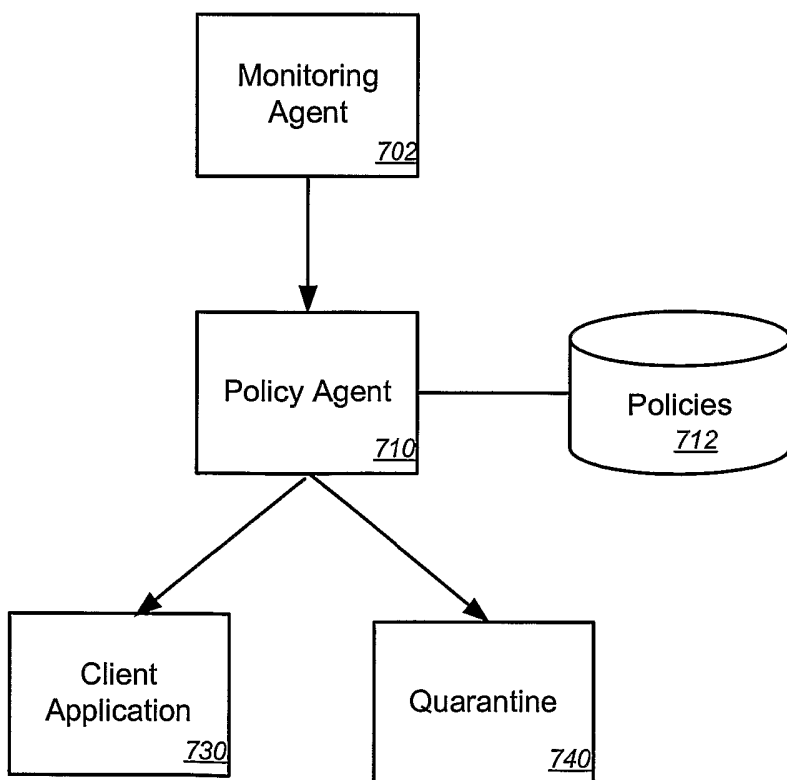 Monitoring
Agent
702
Policy Agent
710
Policies
712
Client
Application
730
Quarantine
740